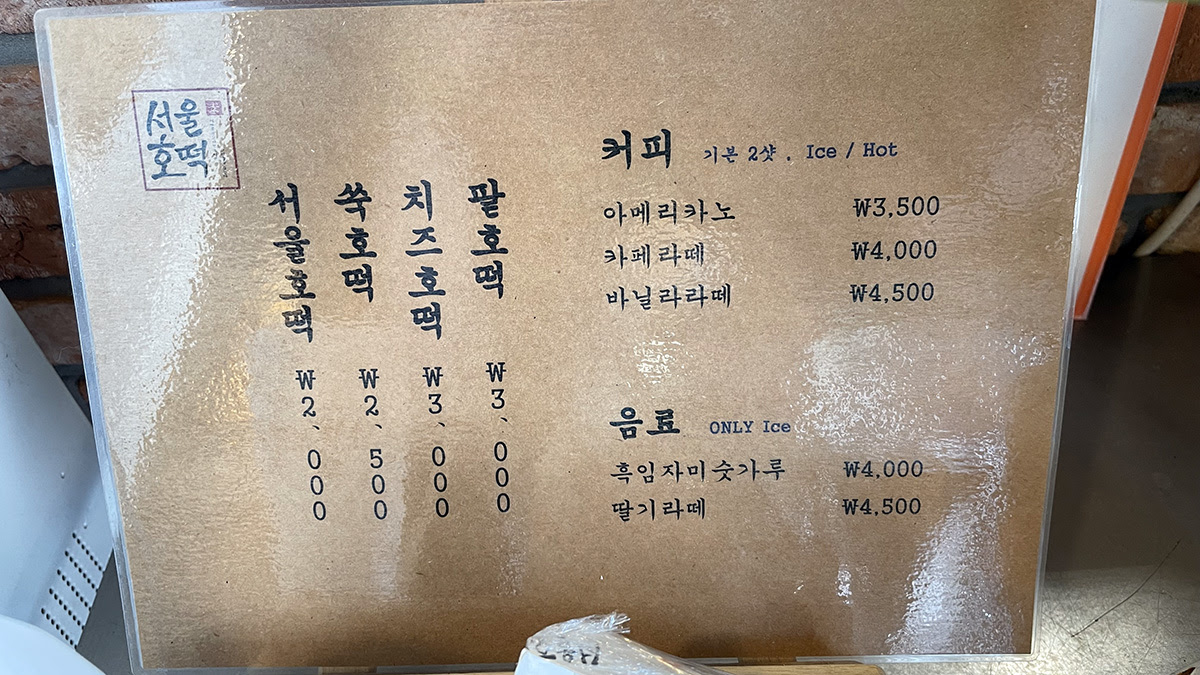 서울
호떡
서울호떡 ₩2,000
쑥호떡 ₩2,500
치즈호떡 ₩3,000
팥호떡 ₩3,000
커피 기본 2샷 . Ice / Hot
아메리카노 ₩3,500
카페라떼 ₩4,000
바닐라라떼 ₩4,500
음료 ONLY Ice
흑임자미숫가루 ₩4,000
딸기라떼 ₩4,500